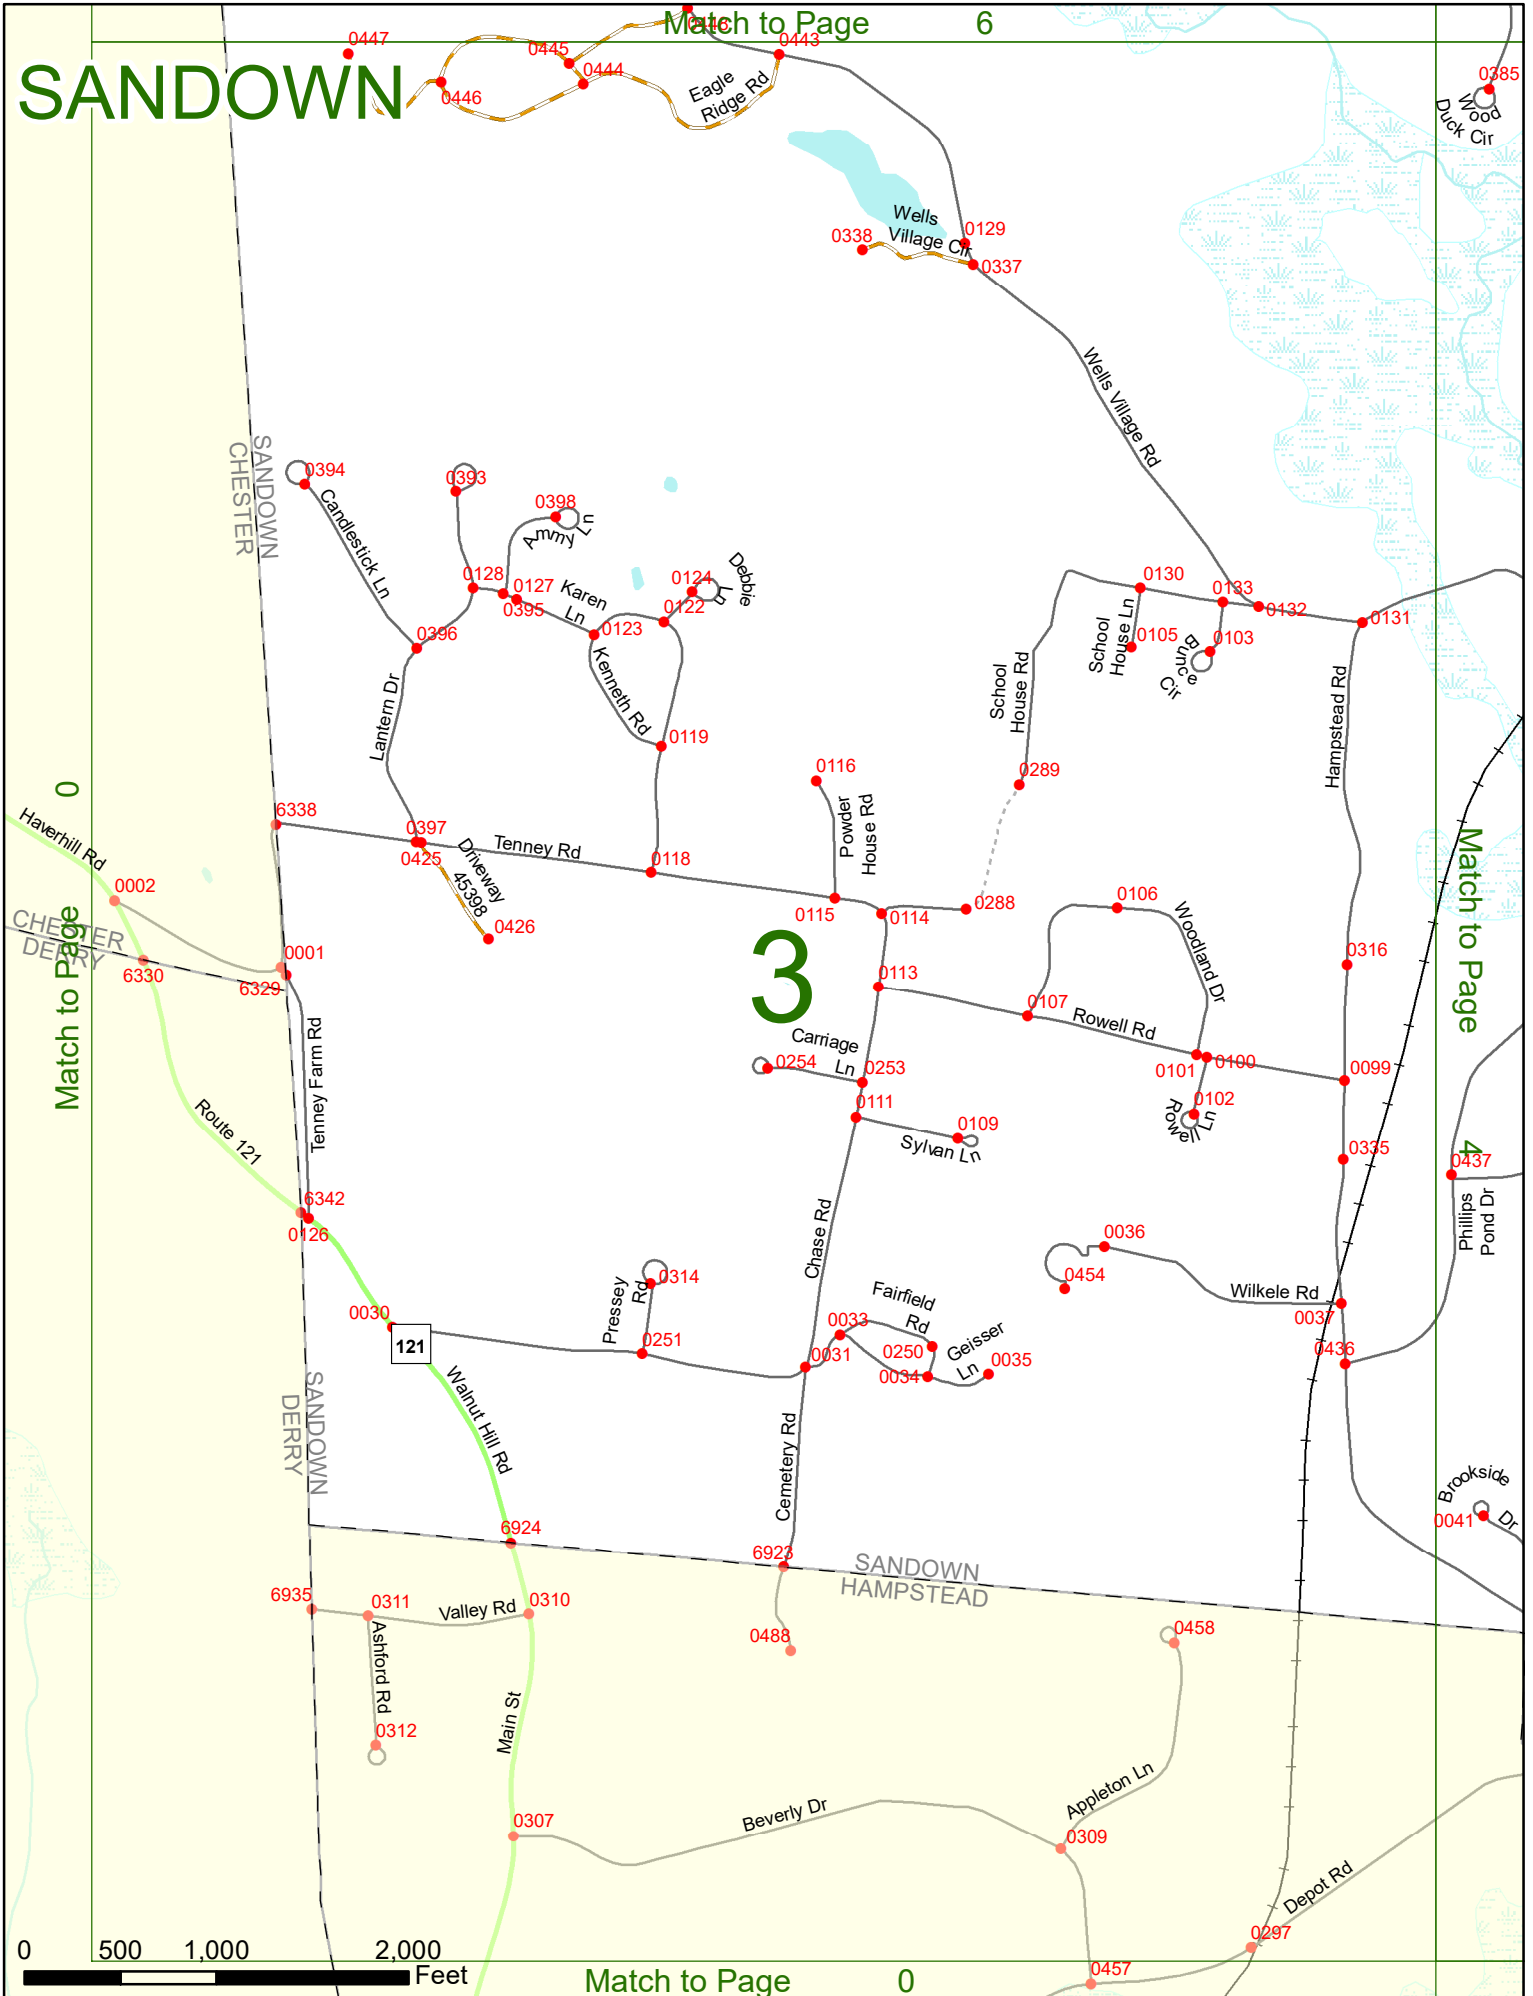 Match to Page 6
SANDOWN
0448
0447
0445
0444
0446
0443
Eagle
Ridge Rd
0385
Wood
Duck Cir
Wells
Village Cir
0338
0129
0337
Wells Village Rd
SANDOWN
CHESTER
0394
0393
0398
Ammy Ln
Candlestick Ln
0128
0127
0395
Karen
Ln
0124
Debbie
Ln
0122
0123
0396
Kenneth Rd
0119
Lantern Dr
0130
0133
0132
0131
School
House Ln
0105
0103
Bunce
Cir
School
House Rd
Hampstead Rd
0289
0116
Powder
House Rd
6338
0397
0425
Tenney Rd
Driveway
45398
0426
0118
0115
0114
0288
0106
Woodland Dr
Match to Page
0
Haverhill Rd
0002
CHESTER
DERRY
6330
0001
6329
Match to Page
4
3
0113
0107
Rowell Rd
0316
0101
0100
0099
0102
Rowell Ln
Carriage
Ln
0254
0253
0111
0109
Sylvan Ln
0335
0437
Phillips
Pond Dr
Tenney Farm Rd
Route 121
6342
0126
Chase Rd
0036
0454
Wilkele Rd
0037
0436
0030
121
Pressey
Rd
0314
0251
0033
Fairfield
Rd
0250
0031
0034
Geisser
Ln
0035
SANDOWN
DERRY
Walnut Hill Rd
Cemetery Rd
Brookside
Dr
0041
6924
6923
SANDOWN
HAMPSTEAD
6935
0311
Valley Rd
0310
Ashford Rd
0312
0488
0458
Main St
0307
Beverly Dr
Appleton Ln
0309
Depot Rd
0297
0457
0 500 1,000 2,000
Feet
Match to Page 0